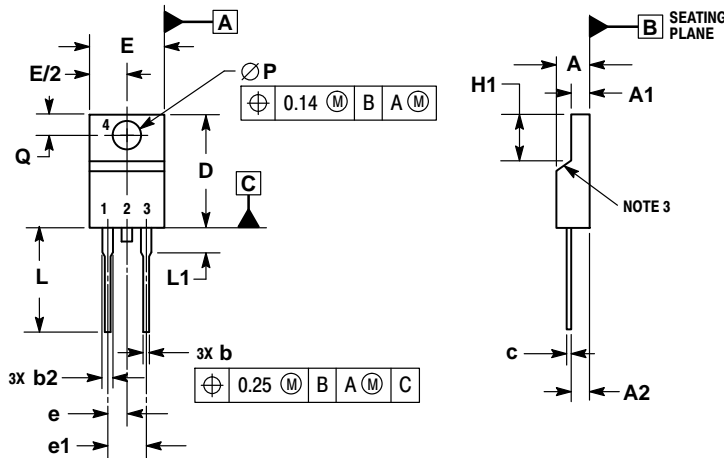 A
E
E/2
∅ P
⌖ 0.14 Ⓜ B A Ⓜ
4
Q
D
C
1 2 3
L
L1
3X b
3X b2
⌖ 0.25 Ⓜ B A Ⓜ C
e
e1
B SEATING PLANE
A
H1
A1
NOTE 3
c
A2